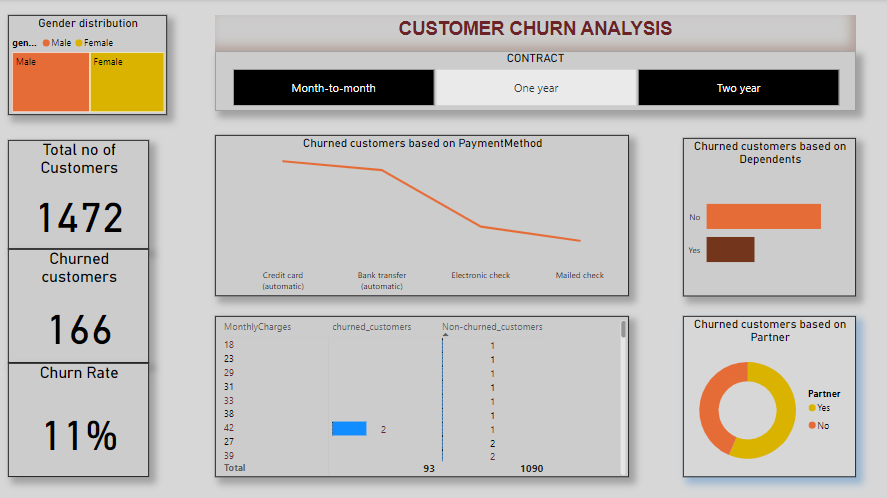 Gender distribution
gen... Male Female
Male Female
CUSTOMER CHURN ANALYSIS
CONTRACT
Month-to-month One year Two year
Total no of
Customers
1472
Churned
customers
166
Churn Rate
11%
Churned customers based on PaymentMethod
Credit card
(automatic)
Bank transfer
(automatic)
Electronic check
Mailed check
Churned customers based on
Dependents
No
Yes
MonthlyCharges churned_customers Non-churned_customers
18 1
23 1
29 1
31 1
33 1
38 1
42 2 1
27 2
39 2
Total 93 1090
Churned customers based on
Partner
Partner
Yes
No